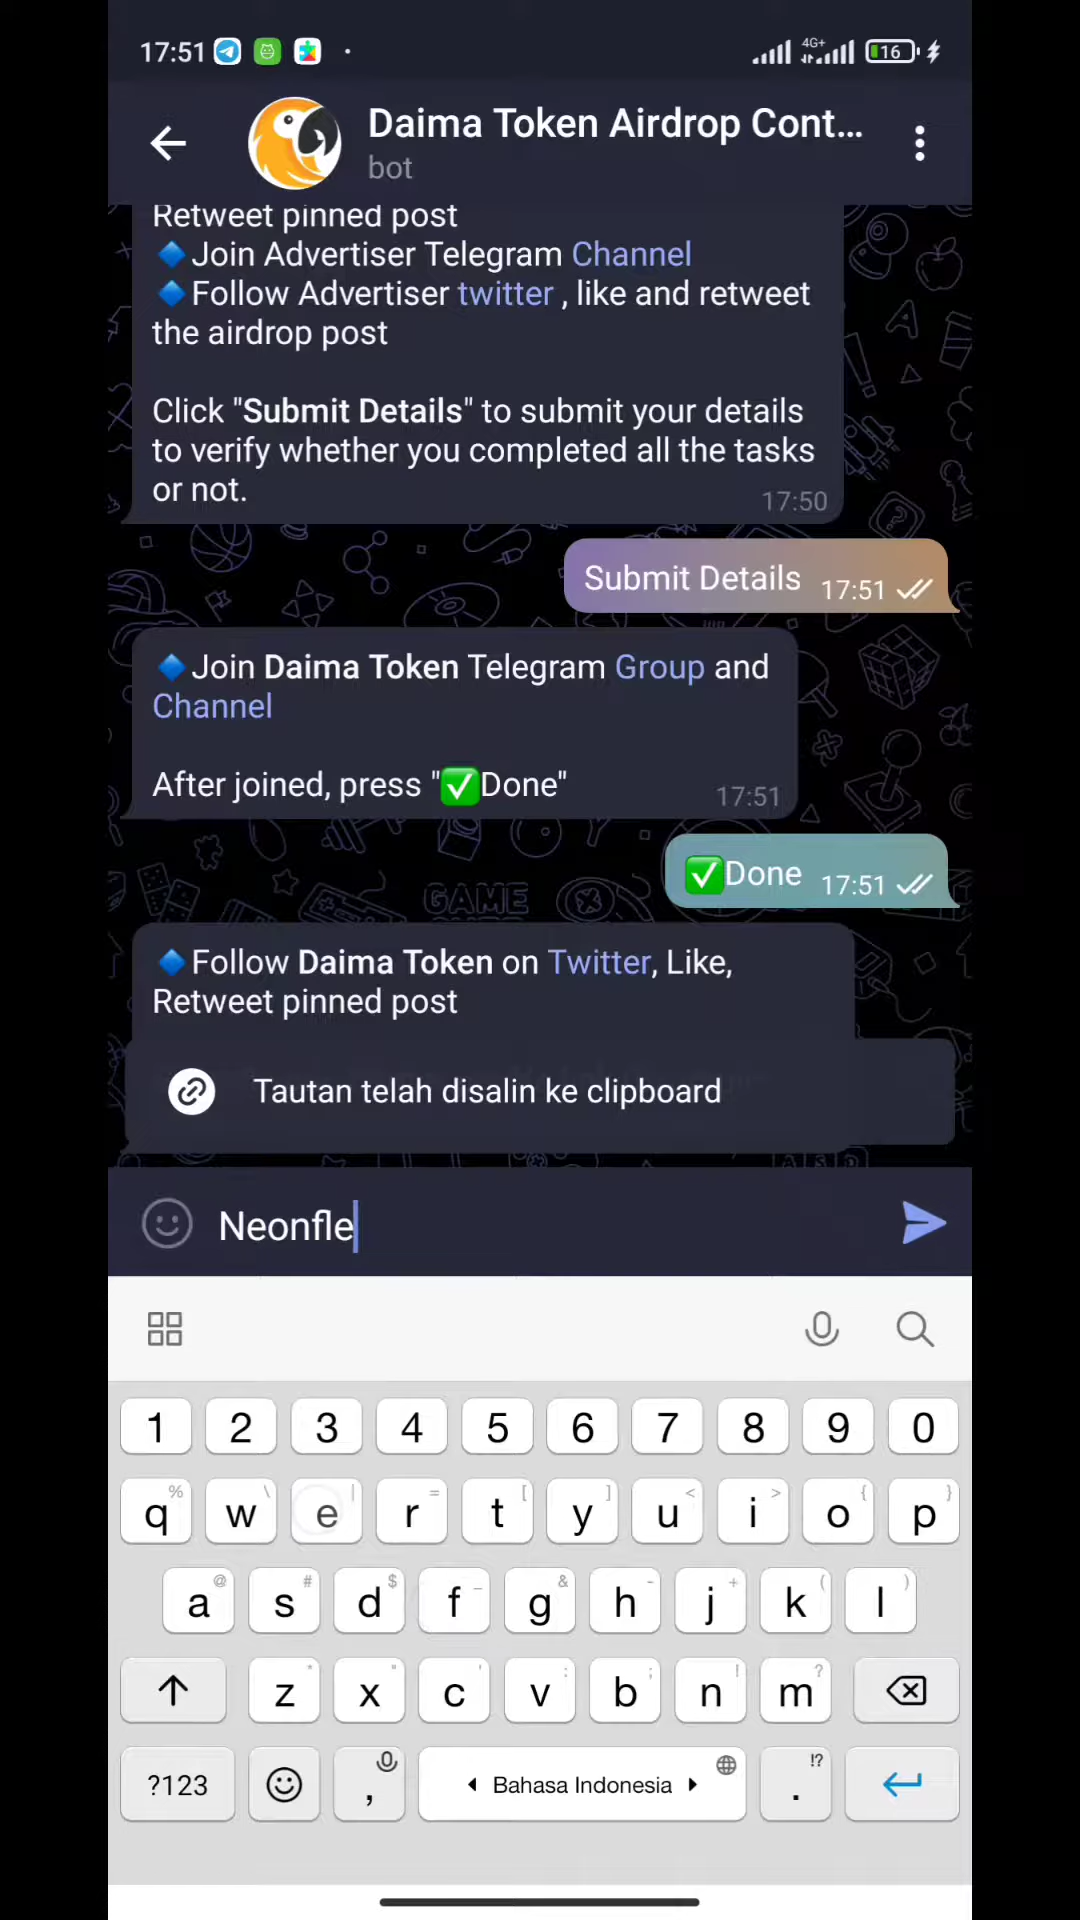 17:51
4G+
16
Daima Token Airdrop Cont...
bot
Retweet pinned post
🔷Join Advertiser Telegram Channel
🔷Follow Advertiser twitter , like and retweet
the airdrop post
Click "Submit Details" to submit your details
to verify whether you completed all the tasks
or not.
17:50
Submit Details 17:51
🔷Join Daima Token Telegram Group and
Channel
After joined, press "✅Done"
17:51
GAME
✅Done 17:51
🔷Follow Daima Token on Twitter, Like,
Retweet pinned post
Tautan telah disalin ke clipboard
Neonfle
1 2 3 4 5 6 7 8 9 0
% \ | = [ ] < > { }
q w e r t y u i o p
@ # $ _ & - + ( )
a s d f g h j k l
* " ' : ; ! ?
z x c v b n m
!?
?123 , Bahasa Indonesia .